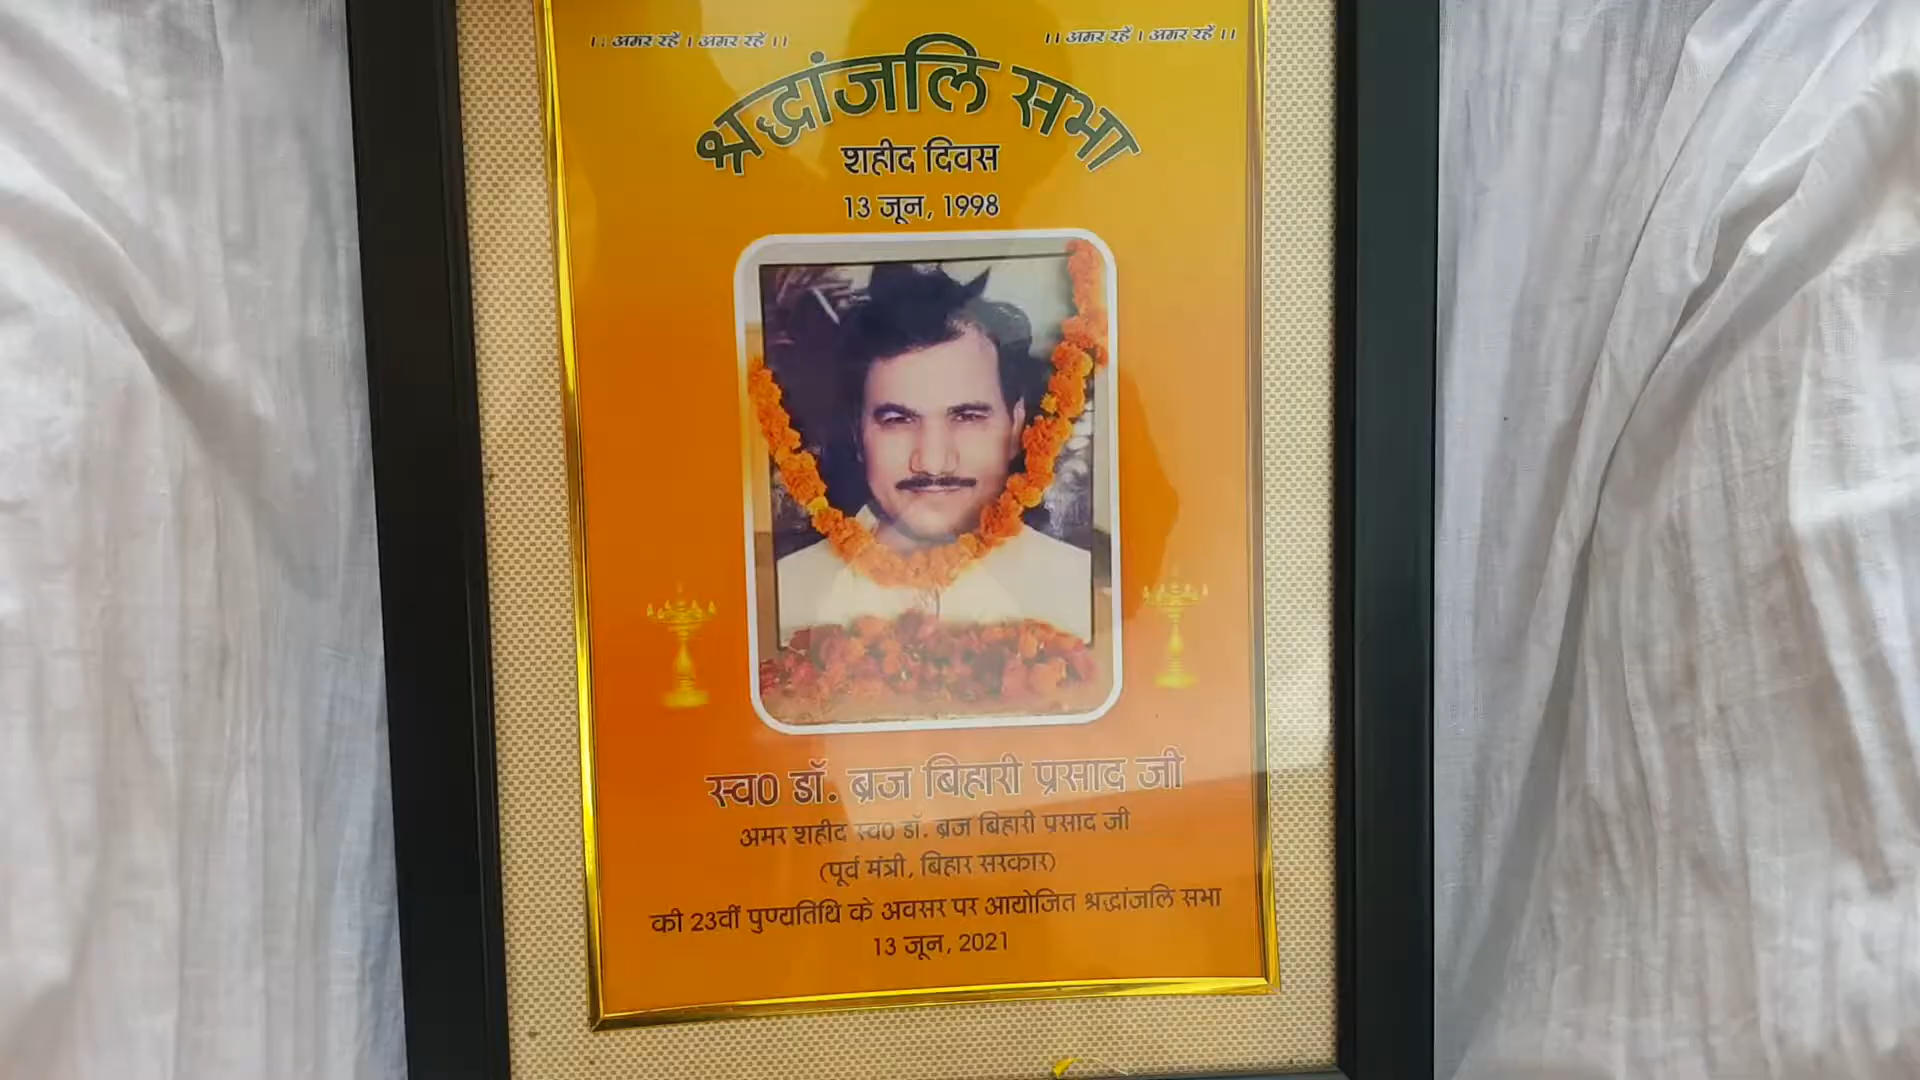 ।। अमर रहें । अमर रहें ।।
।। अमर रहें । अमर रहें ।।
श्रद्धांजलि सभा
शहीद दिवस
13 जून, 1998
स्व0 डॉ. ब्रज बिहारी प्रसाद जी
अमर शहीद स्व0 डॉ. ब्रज बिहारी प्रसाद जी
(पूर्व मंत्री, बिहार सरकार)
की 23वीं पुण्यतिथि के अवसर पर आयोजित श्रद्धांजलि सभा
13 जून, 2021